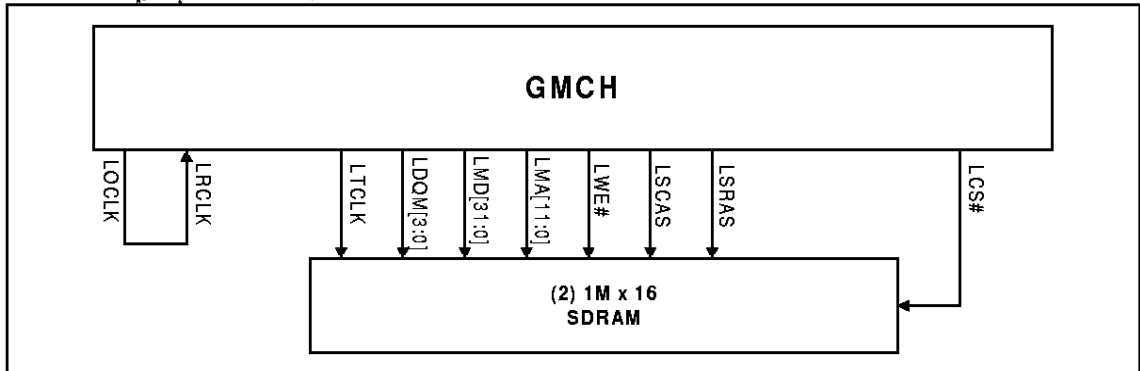 GMCH
LOCLK
LRCLK
LTCLK
LDQM[3:0]
LMD[31:0]
LMA[11:0]
LWE#
LSCAS
LSRAS
LCS#
(2) 1M x 16
SDRAM